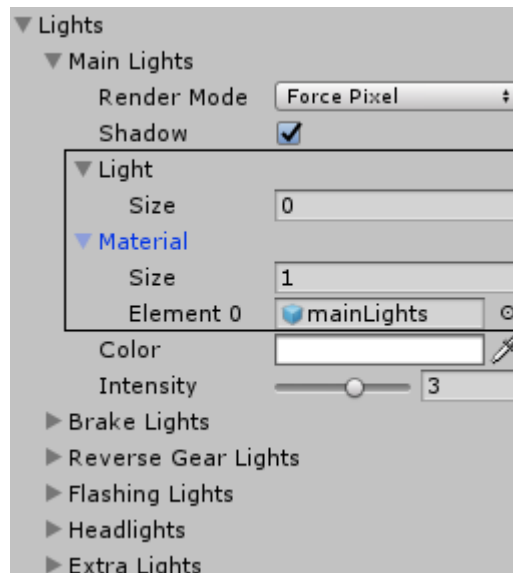 Lights
Main Lights
Render Mode Force Pixel
Shadow
Light
Size 0
Material
Size 1
Element 0 mainLights
Color
Intensity 3
Brake Lights
Reverse Gear Lights
Flashing Lights
Headlights
Extra Lights